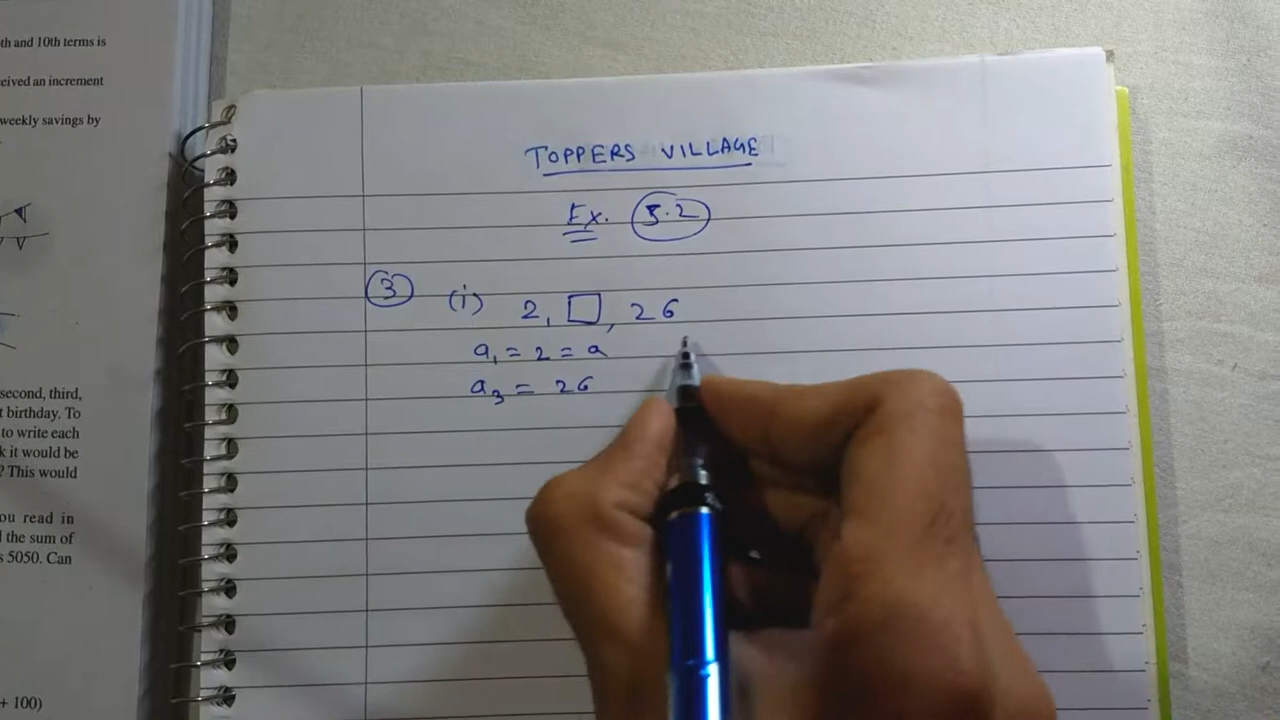 th and 10th terms is
ceived an increment
weekly savings by
second, third,
t birthday. To
to write each
k it would be
? This would
ou read in
the sum of
s 5050. Can
+ 100)
TOPPERS VILLAGE
Ex. 5.2
3 (i) 2, □, 26
a₁ = 2 = a
a₃ = 26